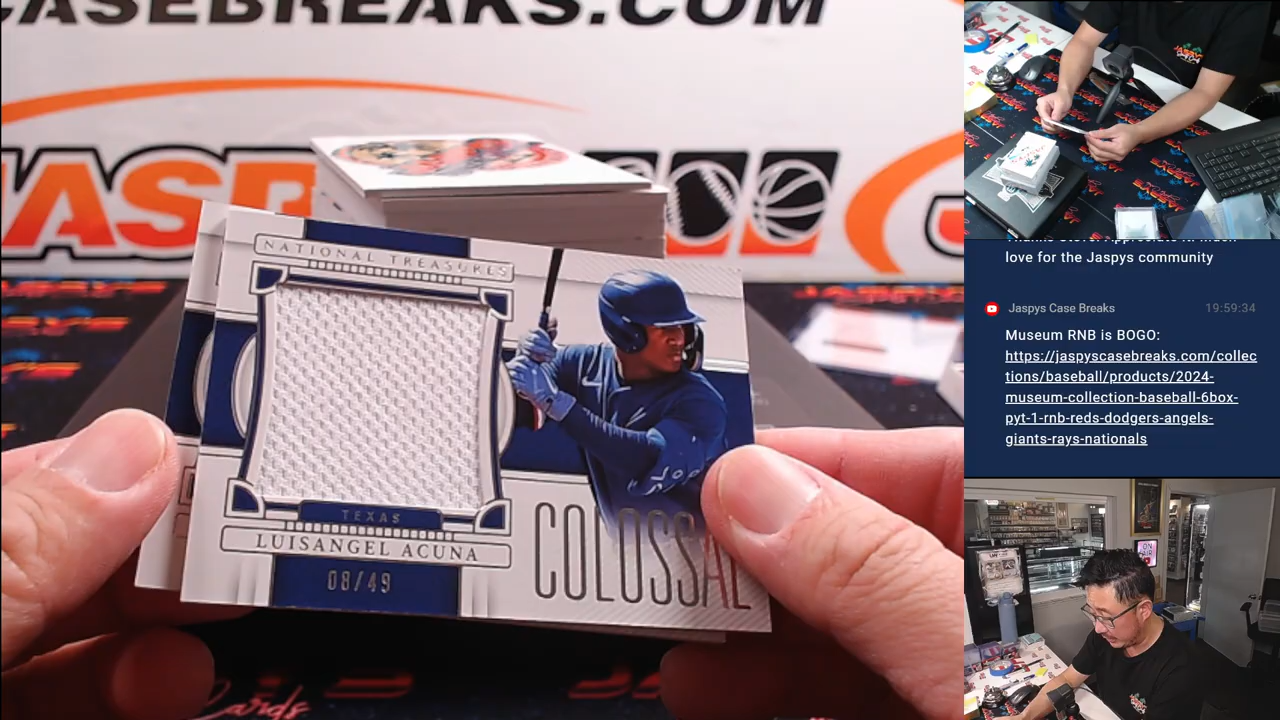 CASEBREAKS.COM
JASP
NATIONAL TREASURES
TEXAS
LUISANGEL ACUNA
08/49
COLOSSAL
Cards
love for the Jaspys community
Jaspys Case Breaks 19:59:34
Museum RNB is BOGO:
https://jaspyscasebreaks.com/collec
tions/baseball/products/2024-
museum-collection-baseball-6box-
pyt-1-rnb-reds-dodgers-angels-
giants-rays-nationals